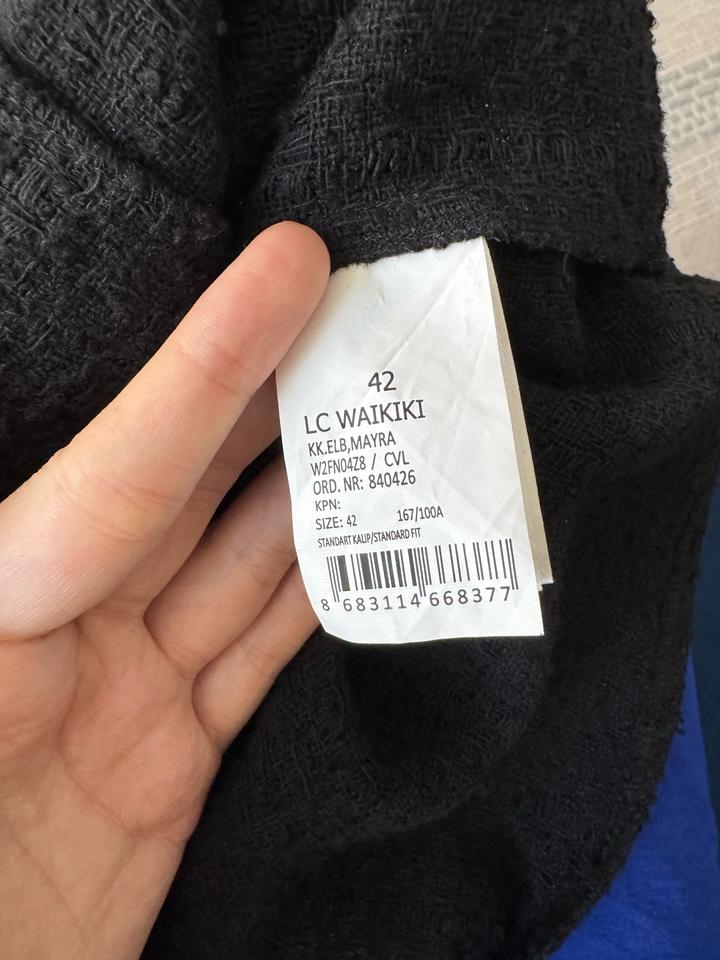 42
LC WAIKIKI
KK.ELB,MAYRA
W2FN04Z8 / CVL
ORD. NR: 840426
KPN:
SIZE: 42 167/100A
STANDART KALIP/STANDARD FIT
8 683114 668377